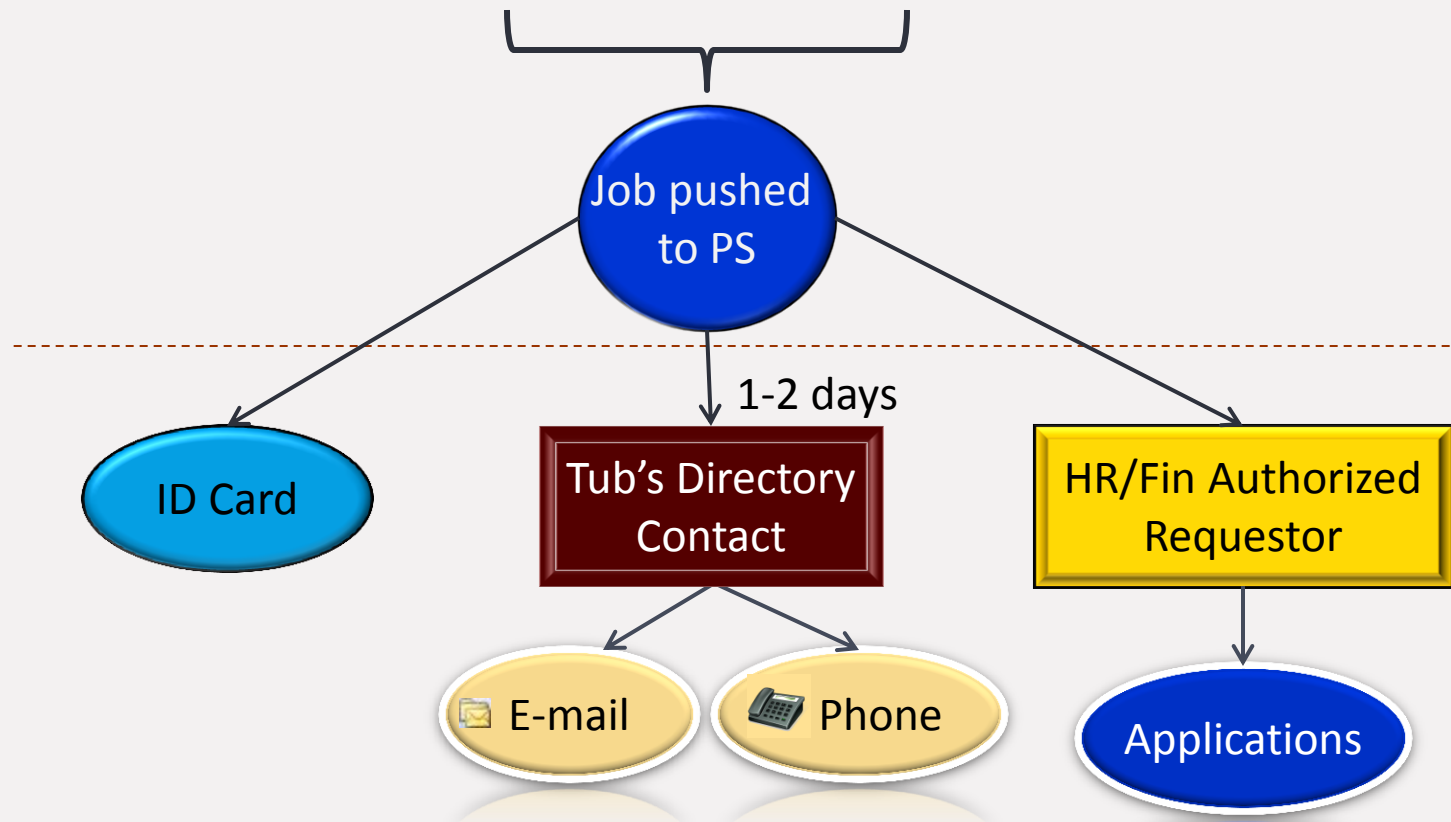 Job pushed
to PS
1-2 days
ID Card
Tub’s Directory
Contact
HR/Fin Authorized
Requestor
E-mail
Phone
Applications